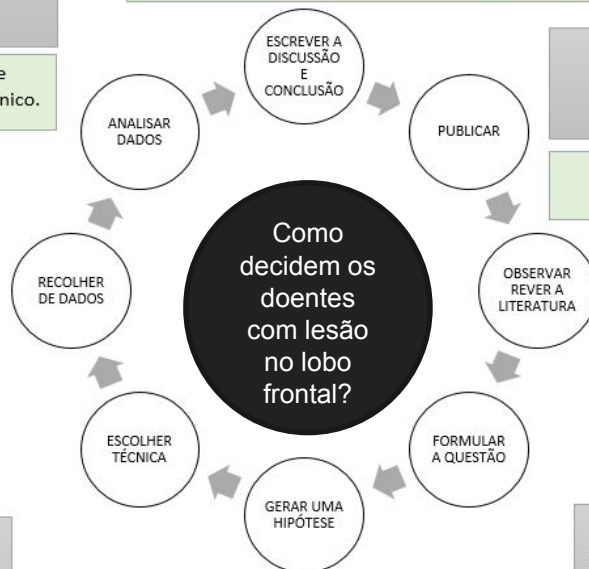 e
nico.
ESCREVER A
DISCUSSÃO
E
CONCLUSÃO
PUBLICAR
OBSERVAR
REVER A
LITERATURA
FORMULAR
A QUESTÃO
GERAR UMA
HIPÓTESE
ESCOLHER
TÉCNICA
RECOLHER
DE DADOS
ANALISAR
DADOS
Como
decidem os
doentes
com lesão
no lobo
frontal?